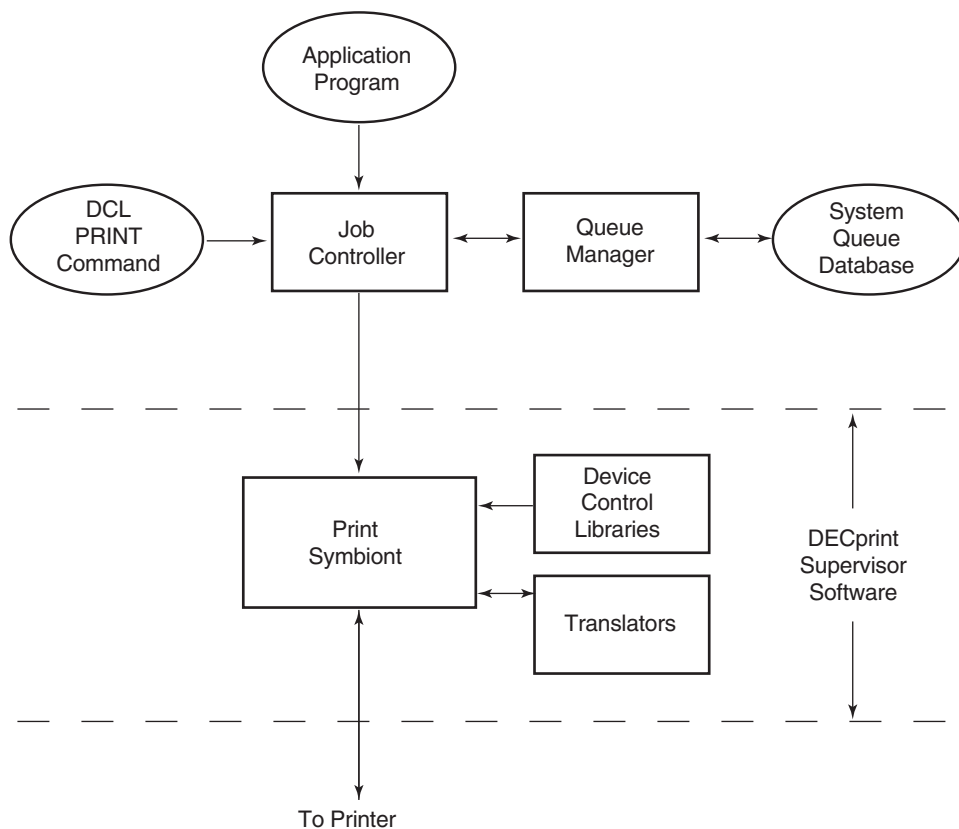 Application
Program
DCL
PRINT
Command
Job
Controller
Queue
Manager
System
Queue
Database
Print
Symbiont
Device
Control
Libraries
Translators
DECprint
Supervisor
Software
To Printer